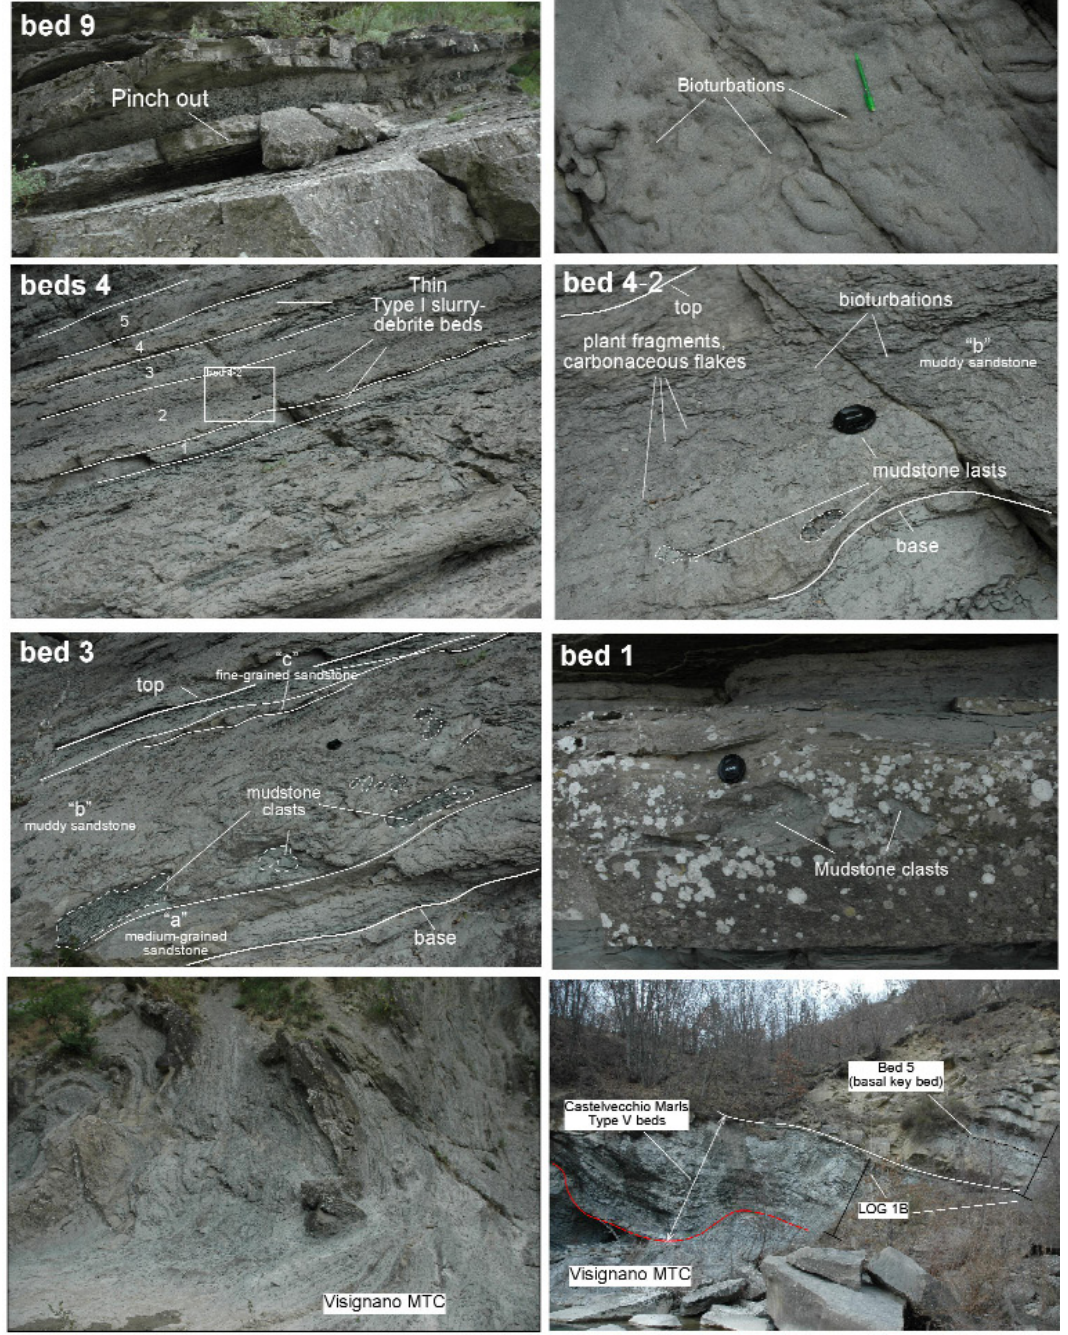 bed 9
Pinch out
Bioturbations
beds 4
Thin
Type I slurry-
debrite beds
5
4
3
bed 4-2
2
1
bed 4-2
top
bioturbations
plant fragments,
carbonaceous flakes
"b"
muddy sandstone
mudstone lasts
base
bed 3
"c"
fine-grained sandstone
top
mudstone
clasts
"b"
muddy sandstone
"a"
medium-grained
sandstone
base
bed 1
Mudstone clasts
Visignano MTC
Bed 5
(basal key bed)
Castelvecchio Marls
Type V beds
LOG 1B
Visignano MTC